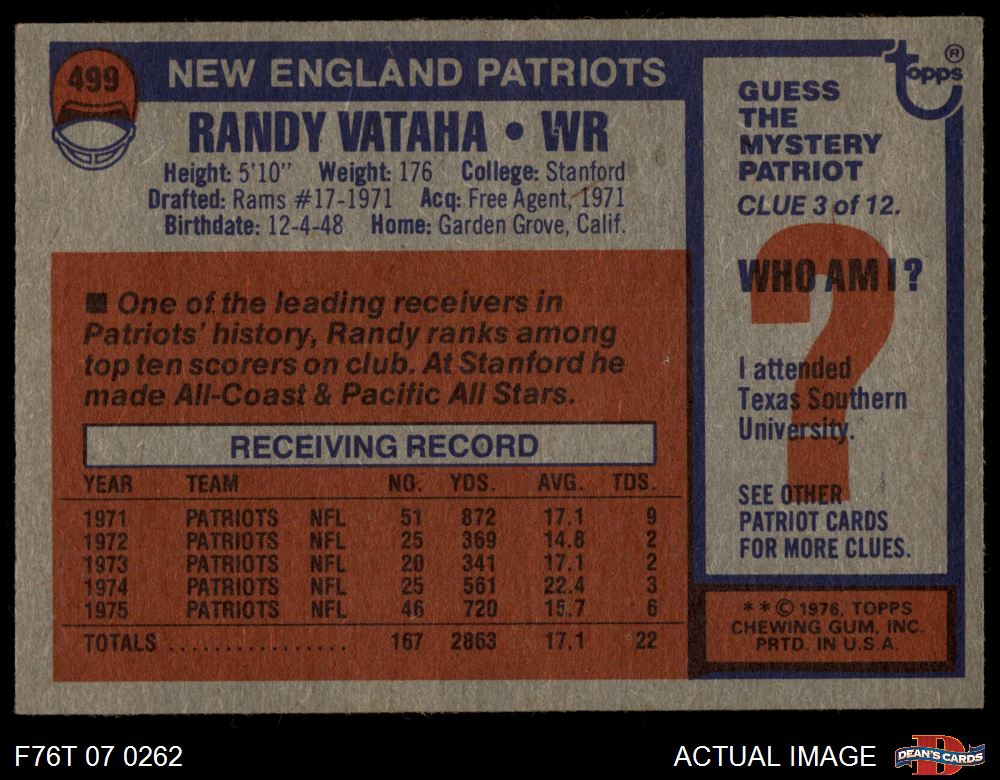 499
NEW ENGLAND PATRIOTS
RANDY VATAHA • WR
Height: 5'10" Weight: 176 College: Stanford
Drafted: Rams #17-1971 Acq: Free Agent, 1971
Birthdate: 12-4-48 Home: Garden Grove, Calif.
■ One of the leading receivers in
Patriots' history, Randy ranks among
top ten scorers on club. At Stanford he
made All-Coast & Pacific All Stars.
RECEIVING RECORD
YEAR TEAM NO. YDS. AVG. TDS.
1971 PATRIOTS NFL 51 872 17.1 9
1972 PATRIOTS NFL 25 369 14.8 2
1973 PATRIOTS NFL 20 341 17.1 2
1974 PATRIOTS NFL 25 561 22.4 3
1975 PATRIOTS NFL 46 720 15.7 6
TOTALS ................ 167 2863 17.1 22
Topps ®
GUESS
THE
MYSTERY
PATRIOT
CLUE 3 of 12.
?
WHO AM I?
I attended
Texas Southern
University.
SEE OTHER
PATRIOT CARDS
FOR MORE CLUES.
* * © 1976, TOPPS
CHEWING GUM, INC.
PRTD. IN U.S.A.
F76T 07 0262
ACTUAL IMAGE
D
DEAN'S CARDS